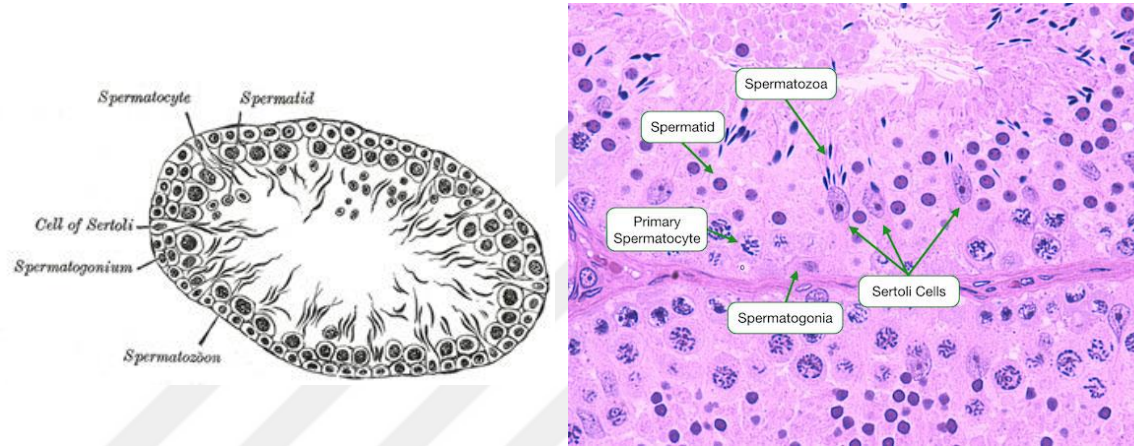 Spermatocyte
Spermatid
Cell of Sertoli
Spermatogonium
Spermatozöon
Spermatozoa
Spermatid
Primary
Spermatocyte
Sertoli Cells
Spermatogonia